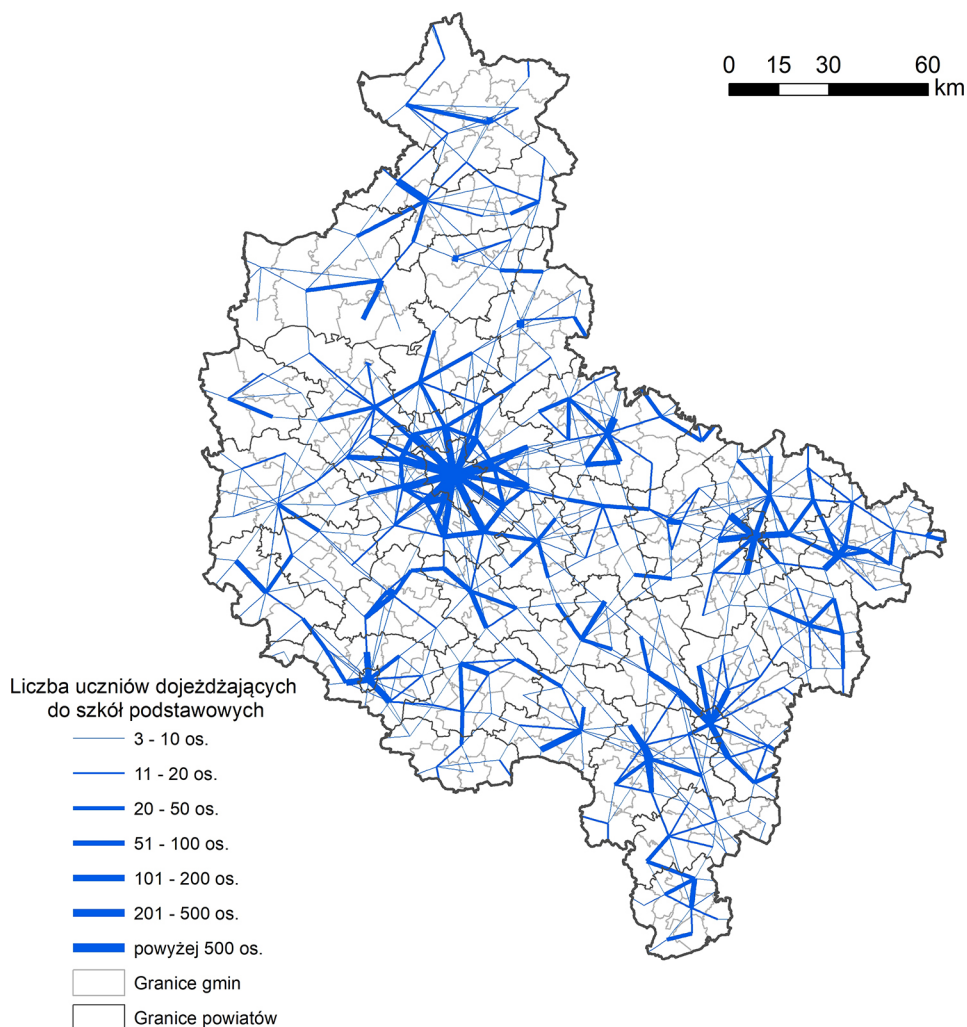 0 15 30 60
km
Liczba uczniów dojeżdżających
do szkół podstawowych
3 - 10 os.
11 - 20 os.
20 - 50 os.
51 - 100 os.
101 - 200 os.
201 - 500 os.
powyżej 500 os.
Granice gmin
Granice powiatów